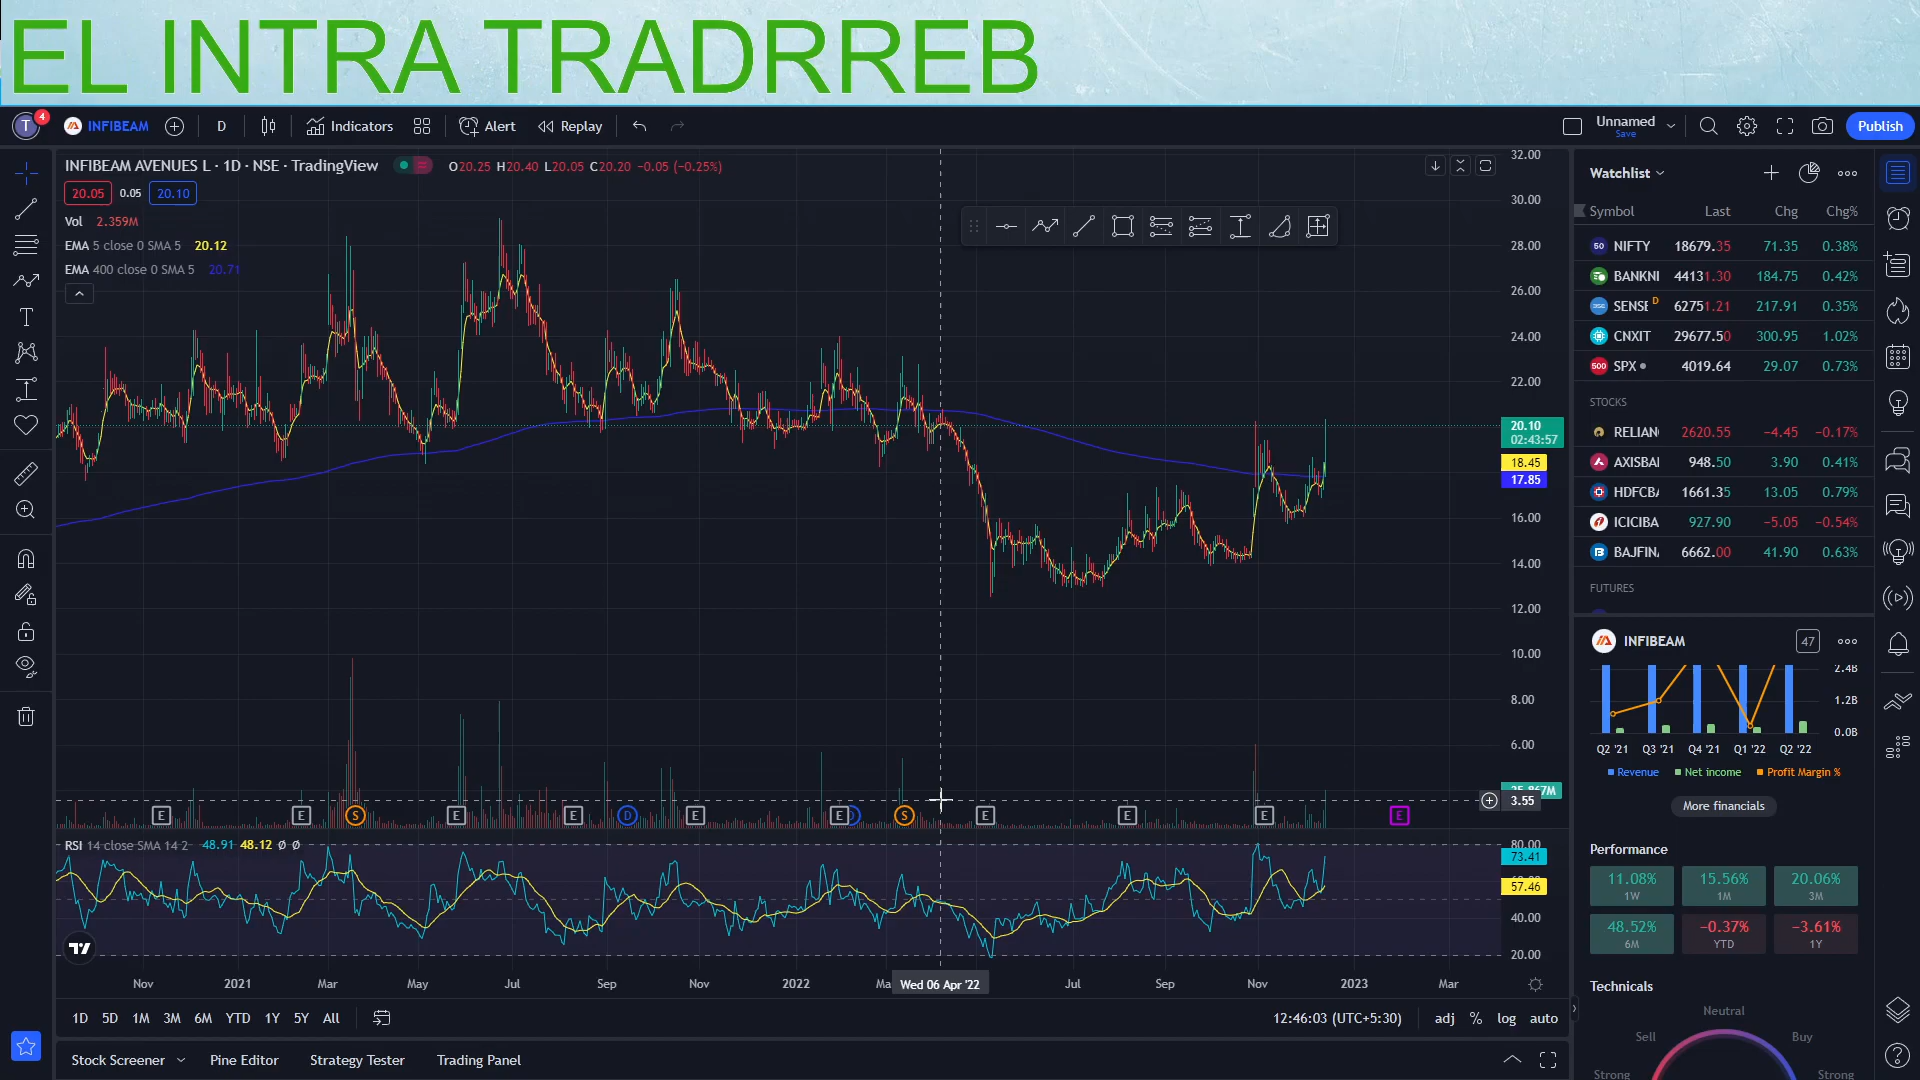 EL INTRA TRADRREB
T 4 INFIBEAM D Indicators Alert Replay Unnamed Save Publish
INFIBEAM AVENUES L · 1D · NSE · TradingView O20.25 H20.40 L20.05 C20.20 −0.05 (−0.25%)
20.05 0.05 20.10
Vol 2.359M
EMA 5 close 0 SMA 5 20.12
EMA 400 close 0 SMA 5 20.71
32.00
30.00
28.00
26.00
24.00
22.00
20.10
02:43:57
18.45
17.85
16.00
14.00
12.00
10.00
8.00
6.00
3.55
E E S E E D E E S E E E E
RSI 14 close SMA 14 2 48.91 48.12 Ø Ø
80.00
73.41
57.46
40.00
20.00
Nov 2021 Mar May Jul Sep Nov 2022 Wed 06 Apr '22 Jul Sep Nov 2023 Mar
1D 5D 1M 3M 6M YTD 1Y 5Y All 12:46:03 (UTC+5:30) adj % log auto
Stock Screener Pine Editor Strategy Tester Trading Panel
Watchlist
Symbol Last Chg Chg%
50 NIFTY 18679.35 71.35 0.38%
BANKNI 44131.30 184.75 0.42%
SENSE D 62751.21 217.91 0.35%
CNXIT 29677.50 300.95 1.02%
500 SPX 4019.64 29.07 0.73%
STOCKS
RELIAN 2620.55 −4.45 −0.17%
AXISBAI 948.50 3.90 0.41%
HDFCBA 1661.35 13.05 0.79%
ICICIBA 927.90 −5.05 −0.54%
BAJFINA 6662.00 41.90 0.63%
FUTURES
INFIBEAM 47
2.4B
1.2B
0.0B
Q2 '21 Q3 '21 Q4 '21 Q1 '22 Q2 '22
Revenue Net income Profit Margin %
More financials
Performance
11.08% 15.56% 20.06%
1W 1M 3M
48.52% −0.37% −3.61%
6M YTD 1Y
Technicals
Neutral
Sell Buy
Strong Strong